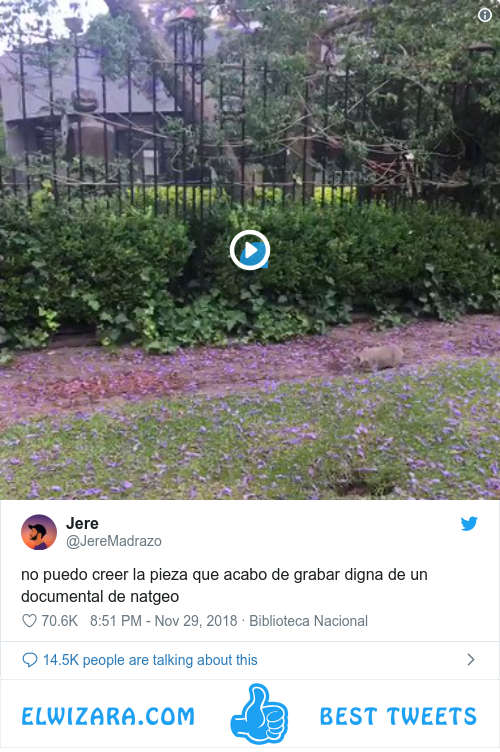 Jere
@JereMadrazo
no puedo creer la pieza que acabo de grabar digna de un
documental de natgeo
70.6K 8:51 PM - Nov 29, 2018 · Biblioteca Nacional
14.5K people are talking about this
ELWIZARA.COM BEST TWEETS